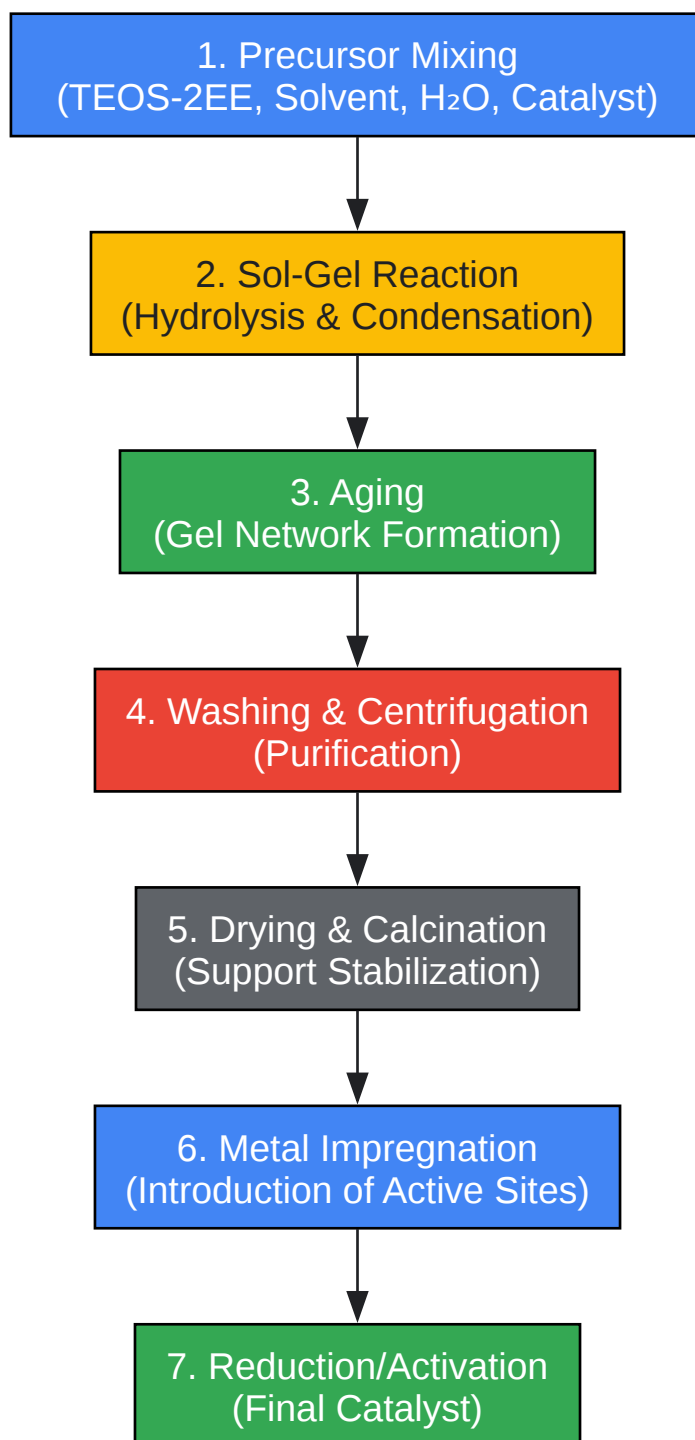 1. Precursor Mixing
(TEOS-2EE, Solvent, H₂O, Catalyst)
2. Sol-Gel Reaction
(Hydrolysis & Condensation)
3. Aging
(Gel Network Formation)
4. Washing & Centrifugation
(Purification)
5. Drying & Calcination
(Support Stabilization)
6. Metal Impregnation
(Introduction of Active Sites)
7. Reduction/Activation
(Final Catalyst)